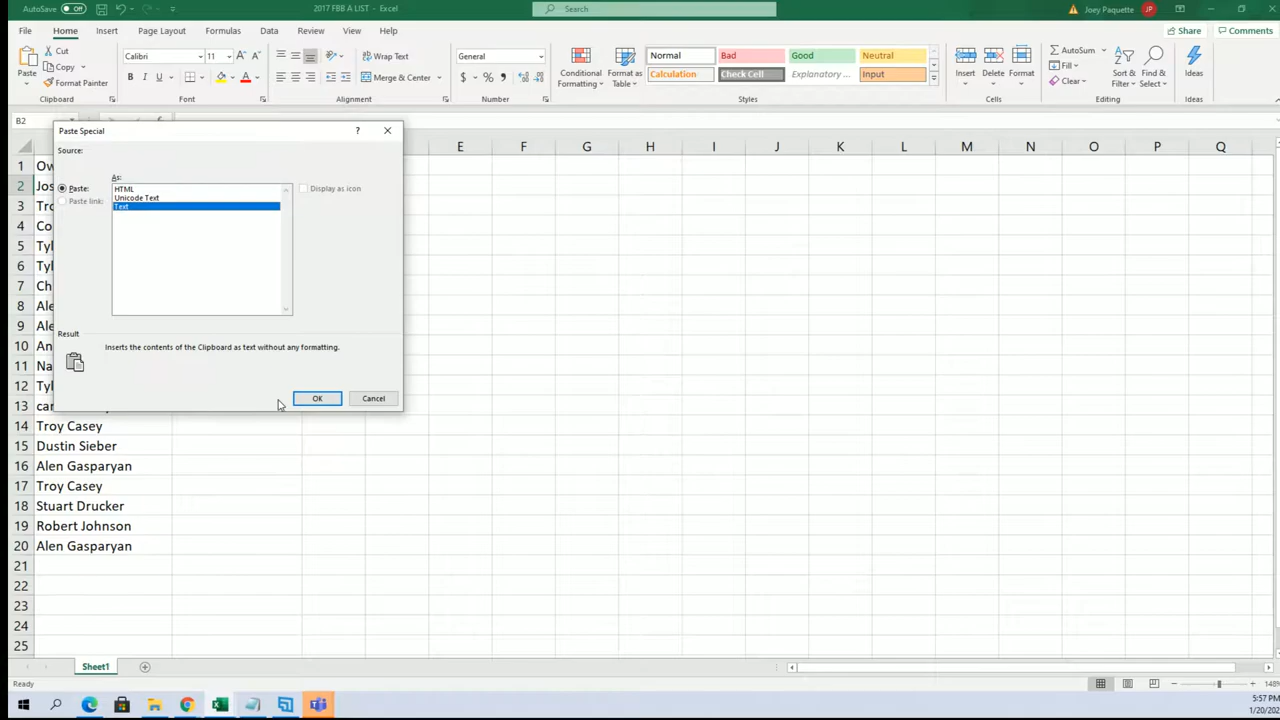 AutoSave Off
2017 FBB A LIST - Excel
Search
Joey Paquette JP
File Home Insert Page Layout Formulas Data Review View Help
Share Comments
Paste
Cut
Copy
Format Painter
Clipboard
Calibri 11
B I U
Font
Wrap Text
Merge & Center
Alignment
General
$ % ,
Number
Conditional Formatting
Format as Table
Normal Bad Good Neutral
Calculation Check Cell Explanatory ... Input
Styles
Insert Delete Format
Cells
AutoSum
Fill
Clear
Sort & Filter
Find & Select
Editing
Ideas
Ideas
B2
Paste Special
? ×
Source:
As:
Paste:
Paste link:
HTML
Unicode Text
Text
Display as icon
Result
Inserts the contents of the Clipboard as text without any formatting.
OK Cancel
E F G H I J K L M N O P Q
1 Ow
2 Jos
3 Tro
4 Co
5 Tyl
6 Tyl
7 Ch
8 Ale
9 Ale
10 An
11 Na
12 Tyl
13 car
14 Troy Casey
15 Dustin Sieber
16 Alen Gasparyan
17 Troy Casey
18 Stuart Drucker
19 Robert Johnson
20 Alen Gasparyan
21
22
23
24
25
Sheet1
Ready
148%
5:57 PM
1/20/202